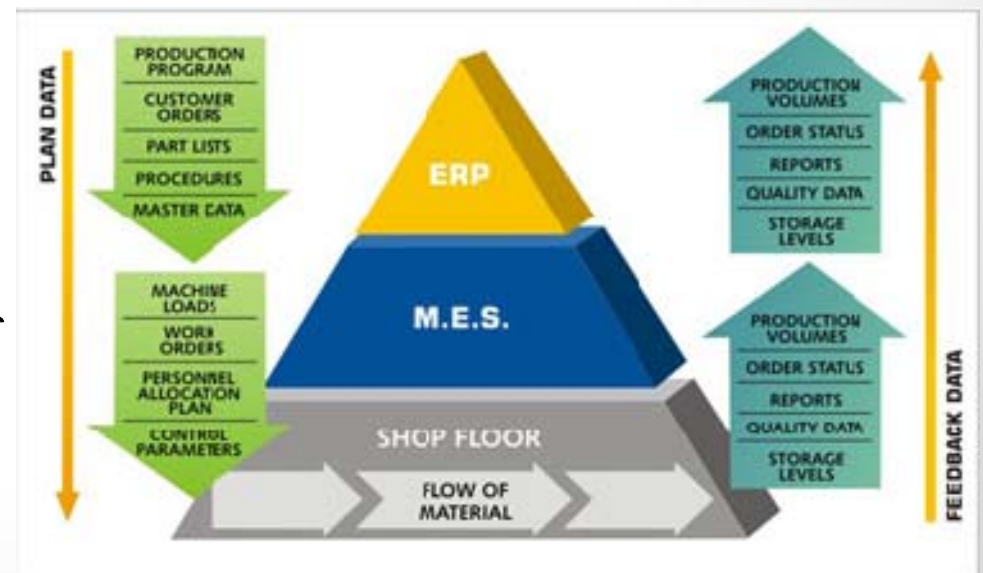 PLAN DATA
PRODUCTION
PROGRAM
CUSTOMER
ORDERS
PART LISTS
PROCEDURES
MASTER DATA
MACHINE
LOADS
WORK
ORDERS
PERSONNEL
ALLOCATION
PLAN
CONTROL
PARAMETERS
ERP
M.E.S.
SHOP FLOOR
FLOW OF
MATERIAL
PRODUCTION
VOLUMES
ORDER STATUS
REPORTS
QUALITY DATA
STORAGE
LEVELS
PRODUCTION
VOLUMES
ORDER STATUS
REPORTS
QUALITY DATA
STORAGE
LEVELS
FEEDBACK DATA